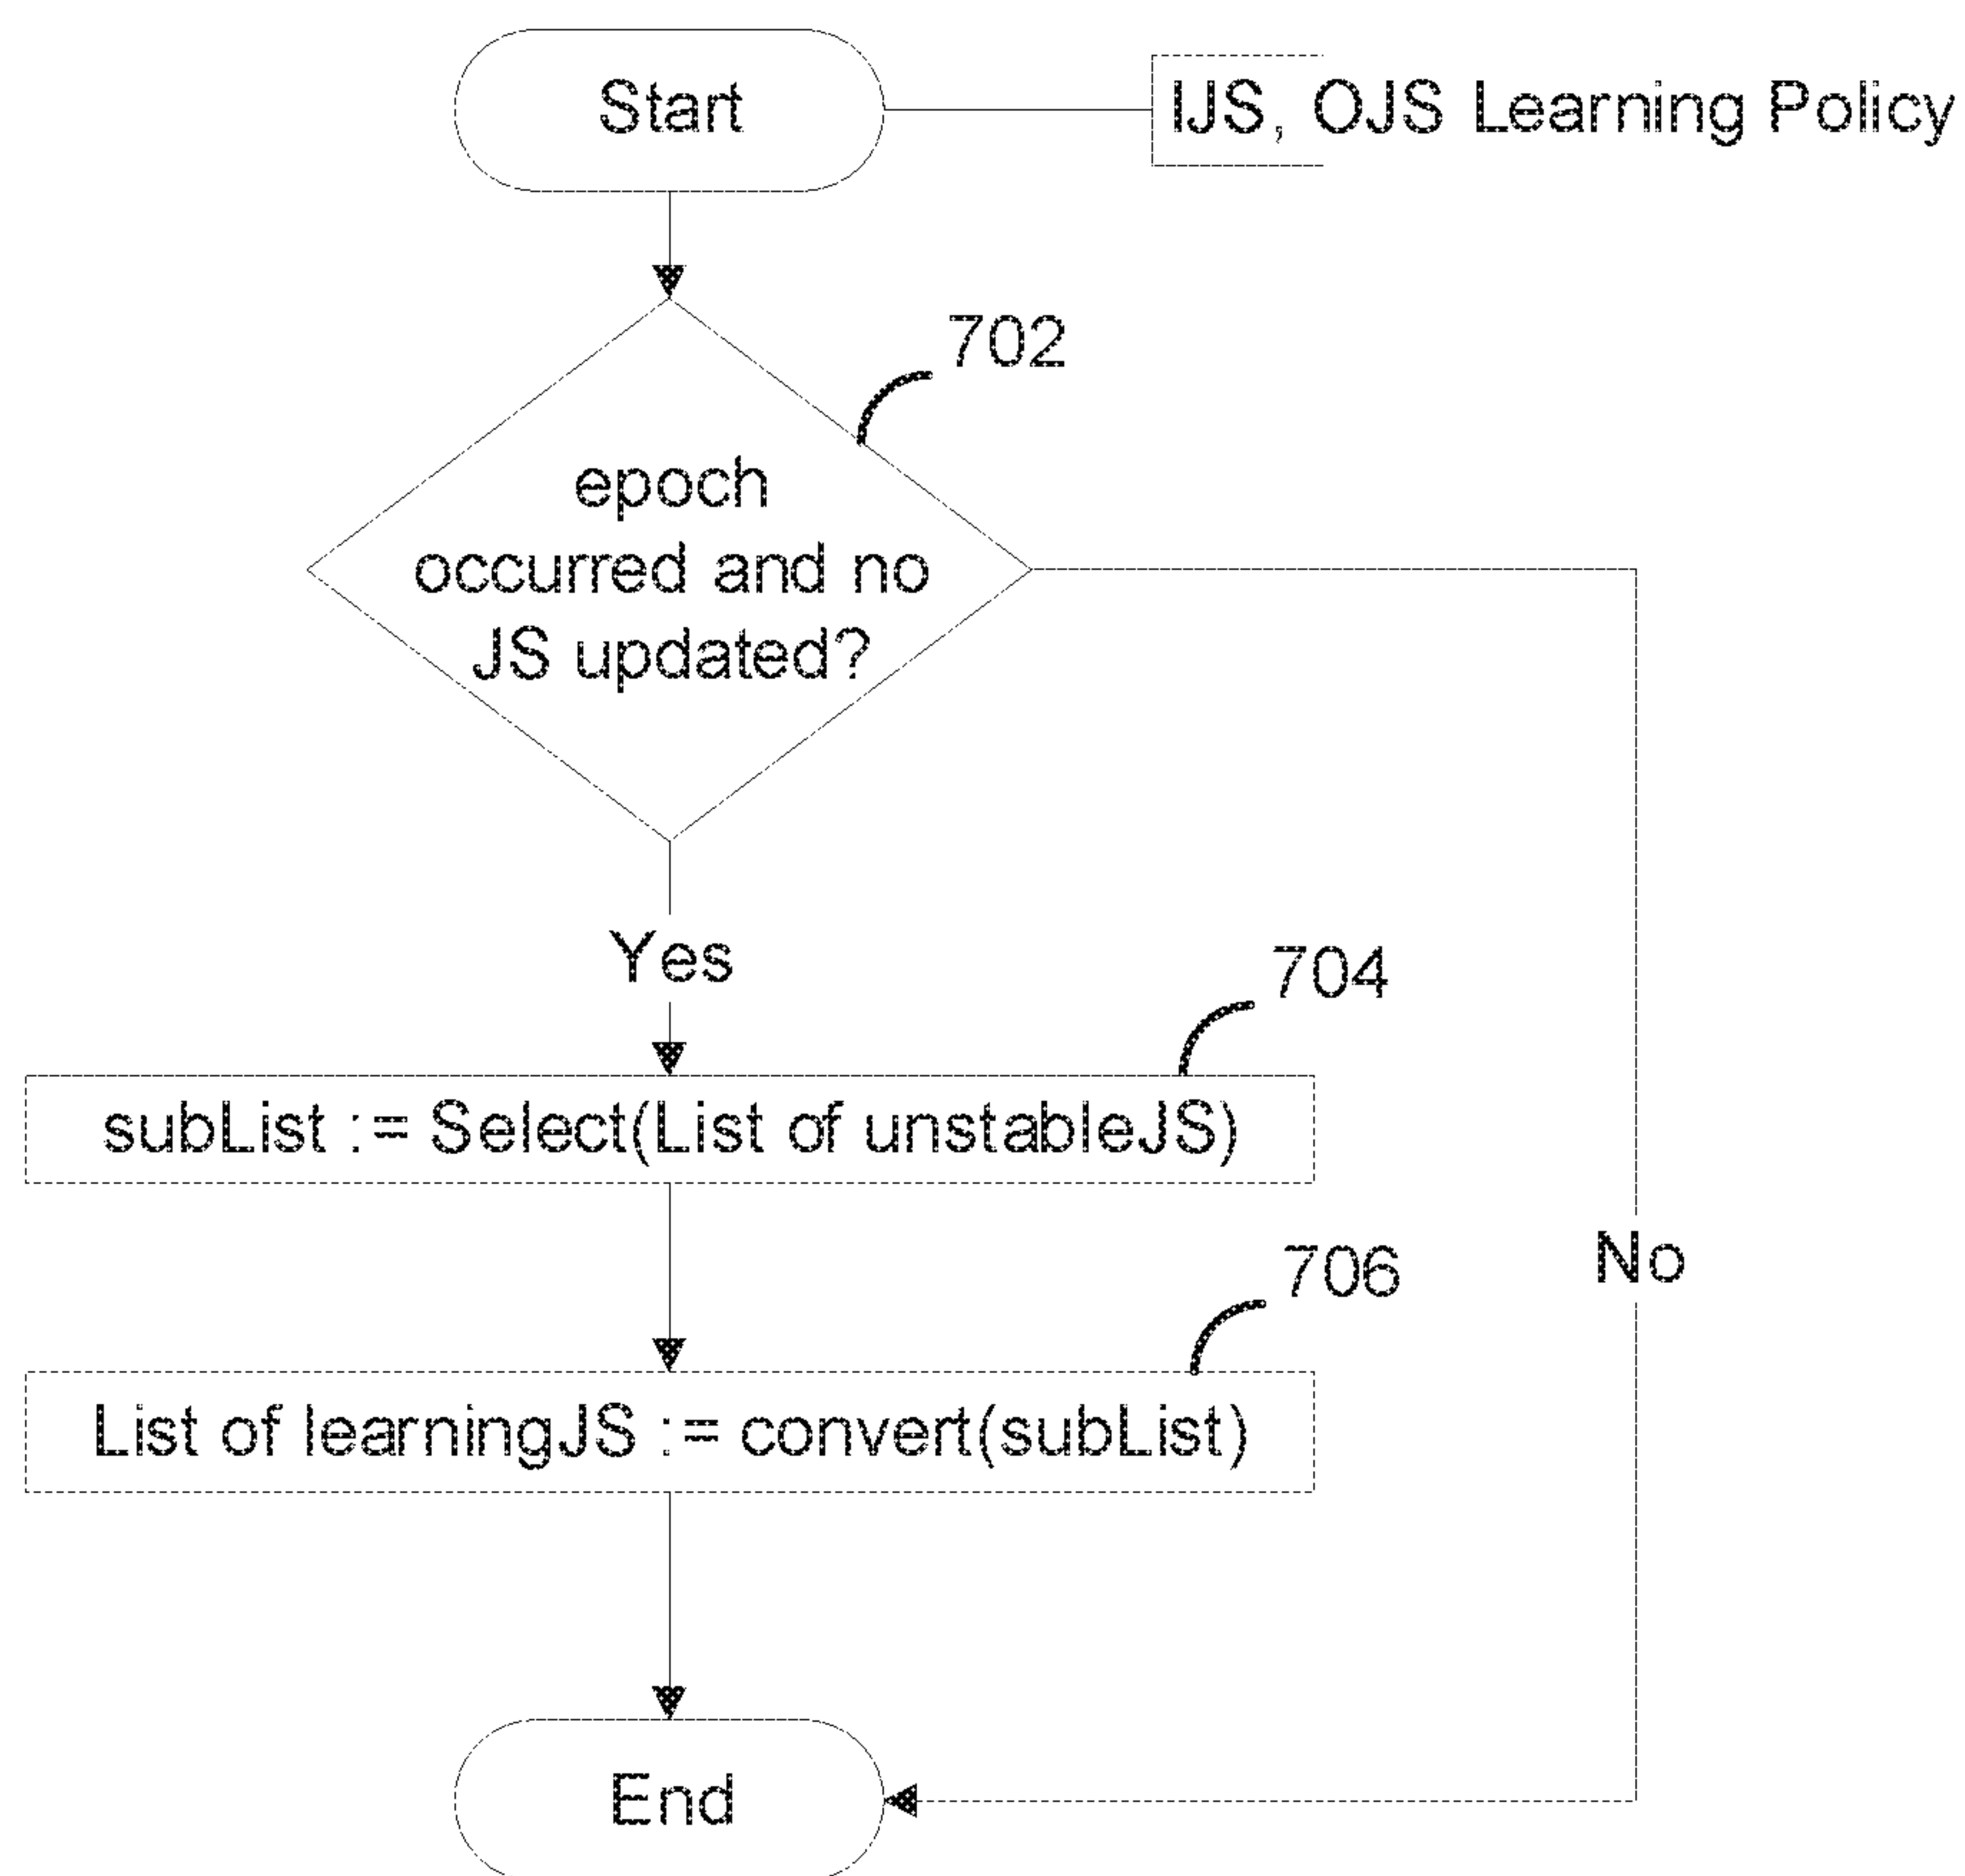 Start
IJS, OJS Learning Policy
702
epoch
occurred and no
JS updated?
Yes
704
subList := Select(List of unstableJS)
706
No
List of learningJS := convert(subList)
End